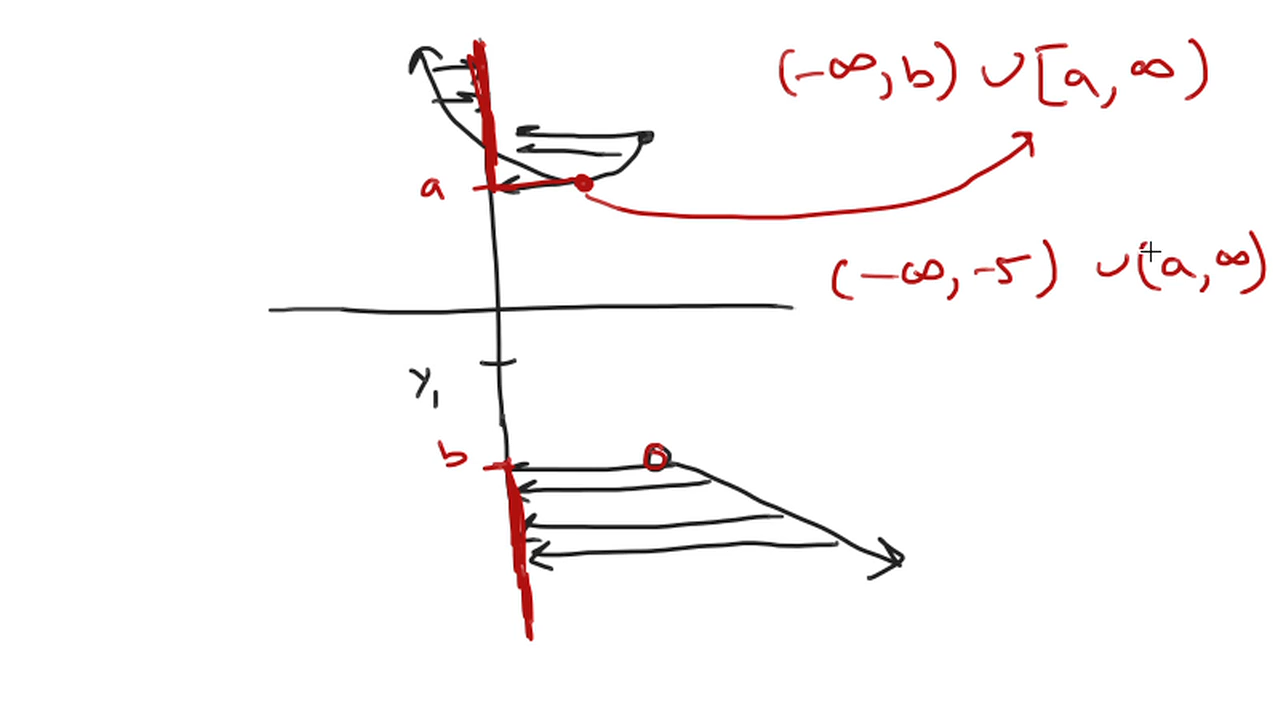 (-∞, b) ∪ [a, ∞)
a
(-∞, -5) ∪ (a, ∞)
y₁
b